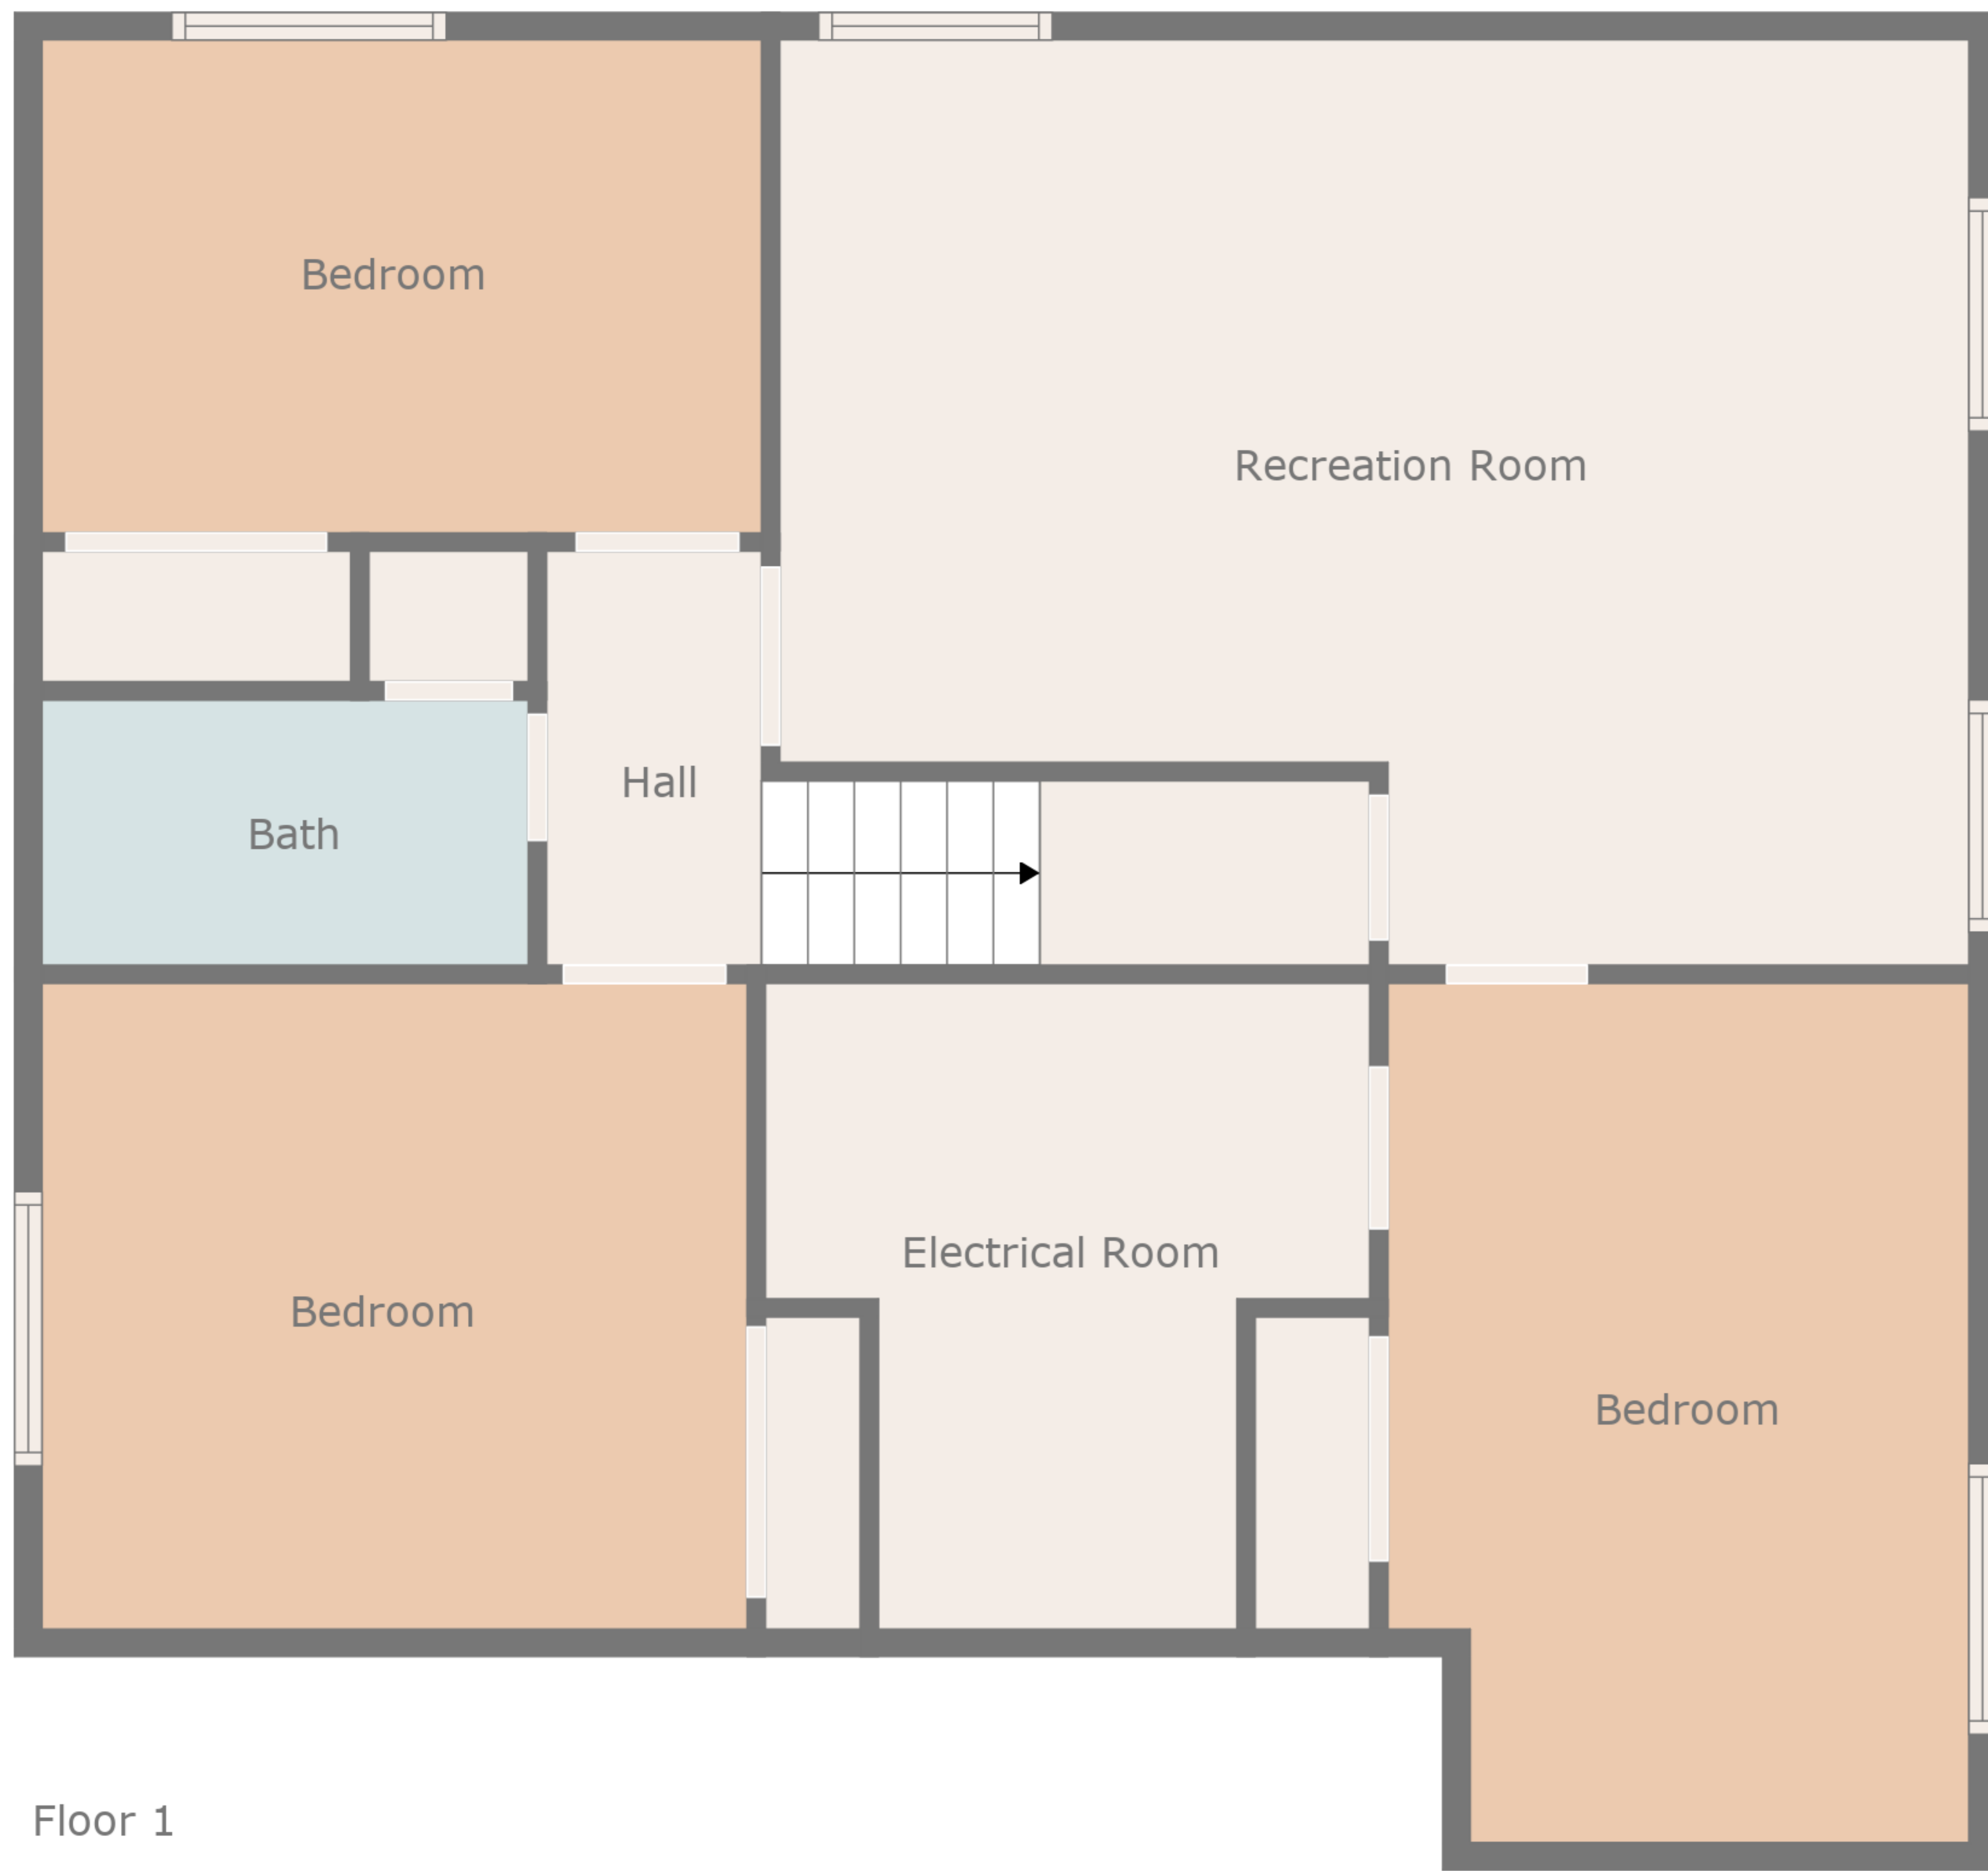 Bedroom
Recreation Room
Hall
Bath
Electrical Room
Bedroom
Bedroom
Floor 1